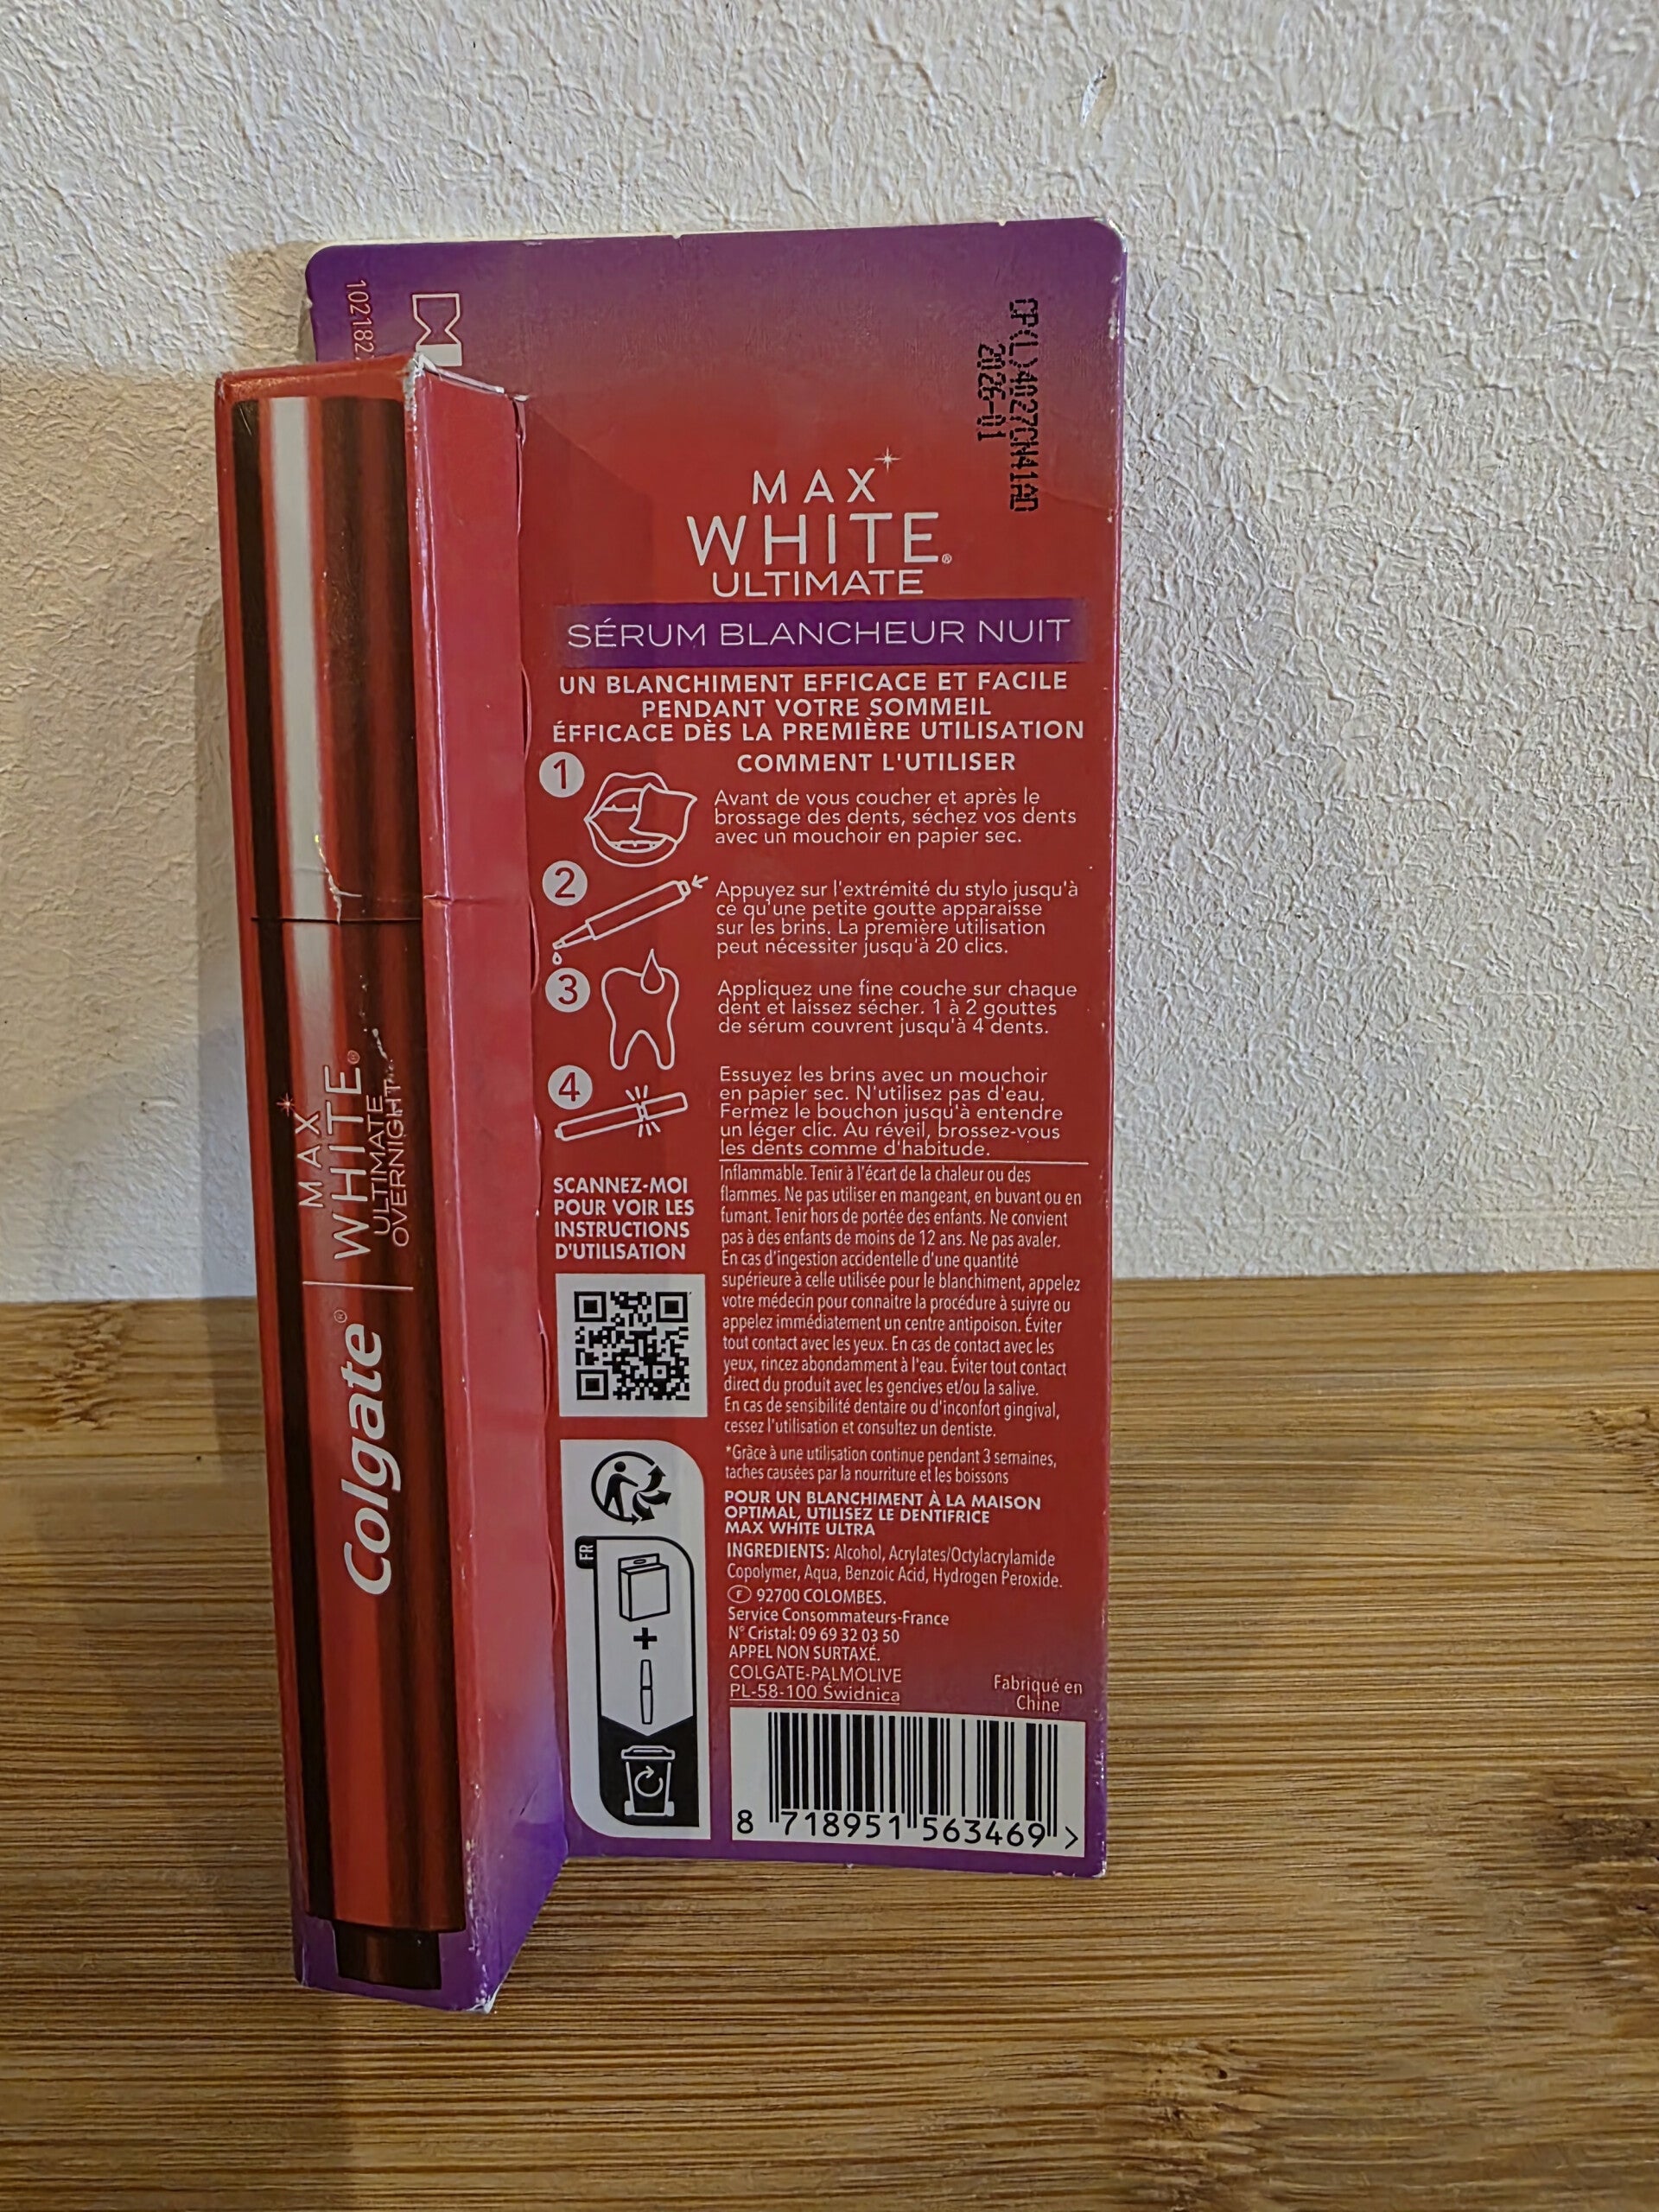 CP(L)4027CN41AD
2026-01
MAX
WHITE®
ULTIMATE
SÉRUM BLANCHEUR NUIT
UN BLANCHIMENT EFFICACE ET FACILE
PENDANT VOTRE SOMMEIL
ÉFFICACE DÈS LA PREMIÈRE UTILISATION
COMMENT L'UTILISER
1
Avant de vous coucher et après le
brossage des dents, séchez vos dents
avec un mouchoir en papier sec.
2
Appuyez sur l'extrémité du stylo jusqu'à
ce qu'une petite goutte apparaisse
sur les brins. La première utilisation
peut nécessiter jusqu'à 20 clics.
3
Appliquez une fine couche sur chaque
dent et laissez sécher. 1 à 2 gouttes
de sérum couvrent jusqu'à 4 dents.
4
Essuyez les brins avec un mouchoir
en papier sec. N'utilisez pas d'eau.
Fermez le bouchon jusqu'à entendre
un léger clic. Au réveil, brossez-vous
les dents comme d'habitude.
Inflammable. Tenir à l'écart de la chaleur ou des
flammes. Ne pas utiliser en mangeant, en buvant ou en
fumant. Tenir hors de portée des enfants. Ne convient
pas à des enfants de moins de 12 ans. Ne pas avaler.
En cas d'ingestion accidentelle d'une quantité
supérieure à celle utilisée pour le blanchiment, appelez
votre médecin pour connaitre la procédure à suivre ou
appelez immédiatement un centre antipoison. Éviter
tout contact avec les yeux. En cas de contact avec les
yeux, rincez abondamment à l'eau. Éviter tout contact
direct du produit avec les gencives et/ou la salive.
En cas de sensibilité dentaire ou d'inconfort gingival,
cessez l'utilisation et consultez un dentiste.
*Grâce à une utilisation continue pendant 3 semaines,
taches causées par la nourriture et les boissons
POUR UN BLANCHIMENT À LA MAISON
OPTIMAL, UTILISEZ LE DENTIFRICE
MAX WHITE ULTRA
INGREDIENTS: Alcohol, Acrylates/Octylacrylamide
Copolymer, Aqua, Benzoic Acid, Hydrogen Peroxide.
F 92700 COLOMBES.
Service Consommateurs-France
N° Cristal: 09 69 32 03 50
APPEL NON SURTAXÉ.
COLGATE-PALMOLIVE
PL-58-100 Świdnica
Fabriqué en
Chine
8 718951 563469 >
SCANNEZ-MOI
POUR VOIR LES
INSTRUCTIONS
D'UTILISATION
FR
+
Colgate®
MAX
WHITE®
ULTIMATE
OVERNIGHT